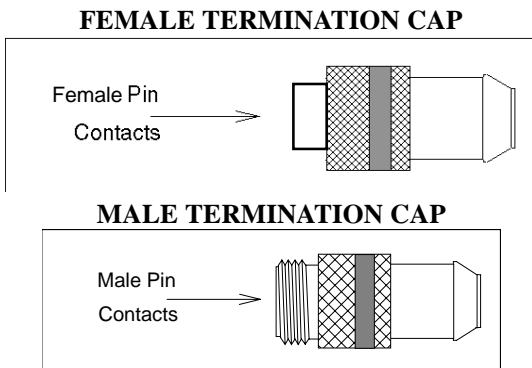 FEMALE TERMINATION CAP
Female Pin
Contacts
MALE TERMINATION CAP
Male Pin
Contacts